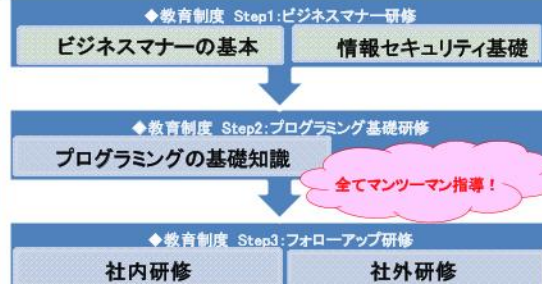 ◆教育制度 Step1:ビジネスマナー研修
ビジネスマナーの基本 情報セキュリティ基礎
◆教育制度 Step2:プログラミング基礎研修
プログラミングの基礎知識
全てマンツーマン指導！
◆教育制度 Step3:フォローアップ研修
社内研修 社外研修